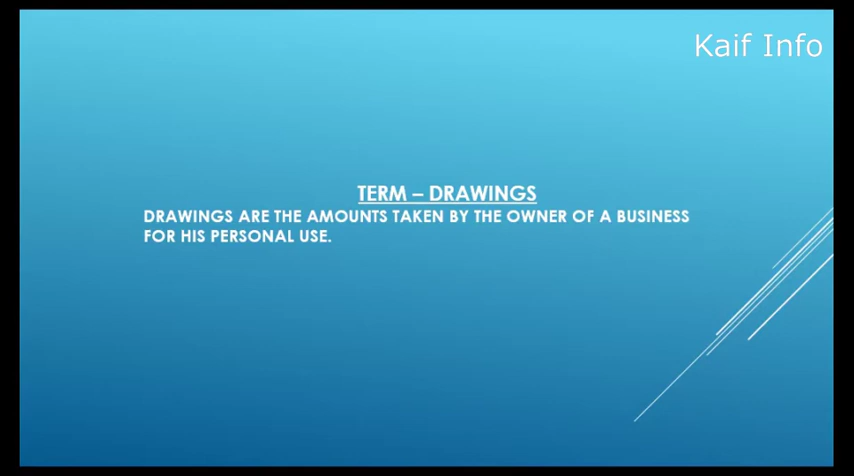 Kaif Info
TERM – DRAWINGS
DRAWINGS ARE THE AMOUNTS TAKEN BY THE OWNER OF A BUSINESS
FOR HIS PERSONAL USE.